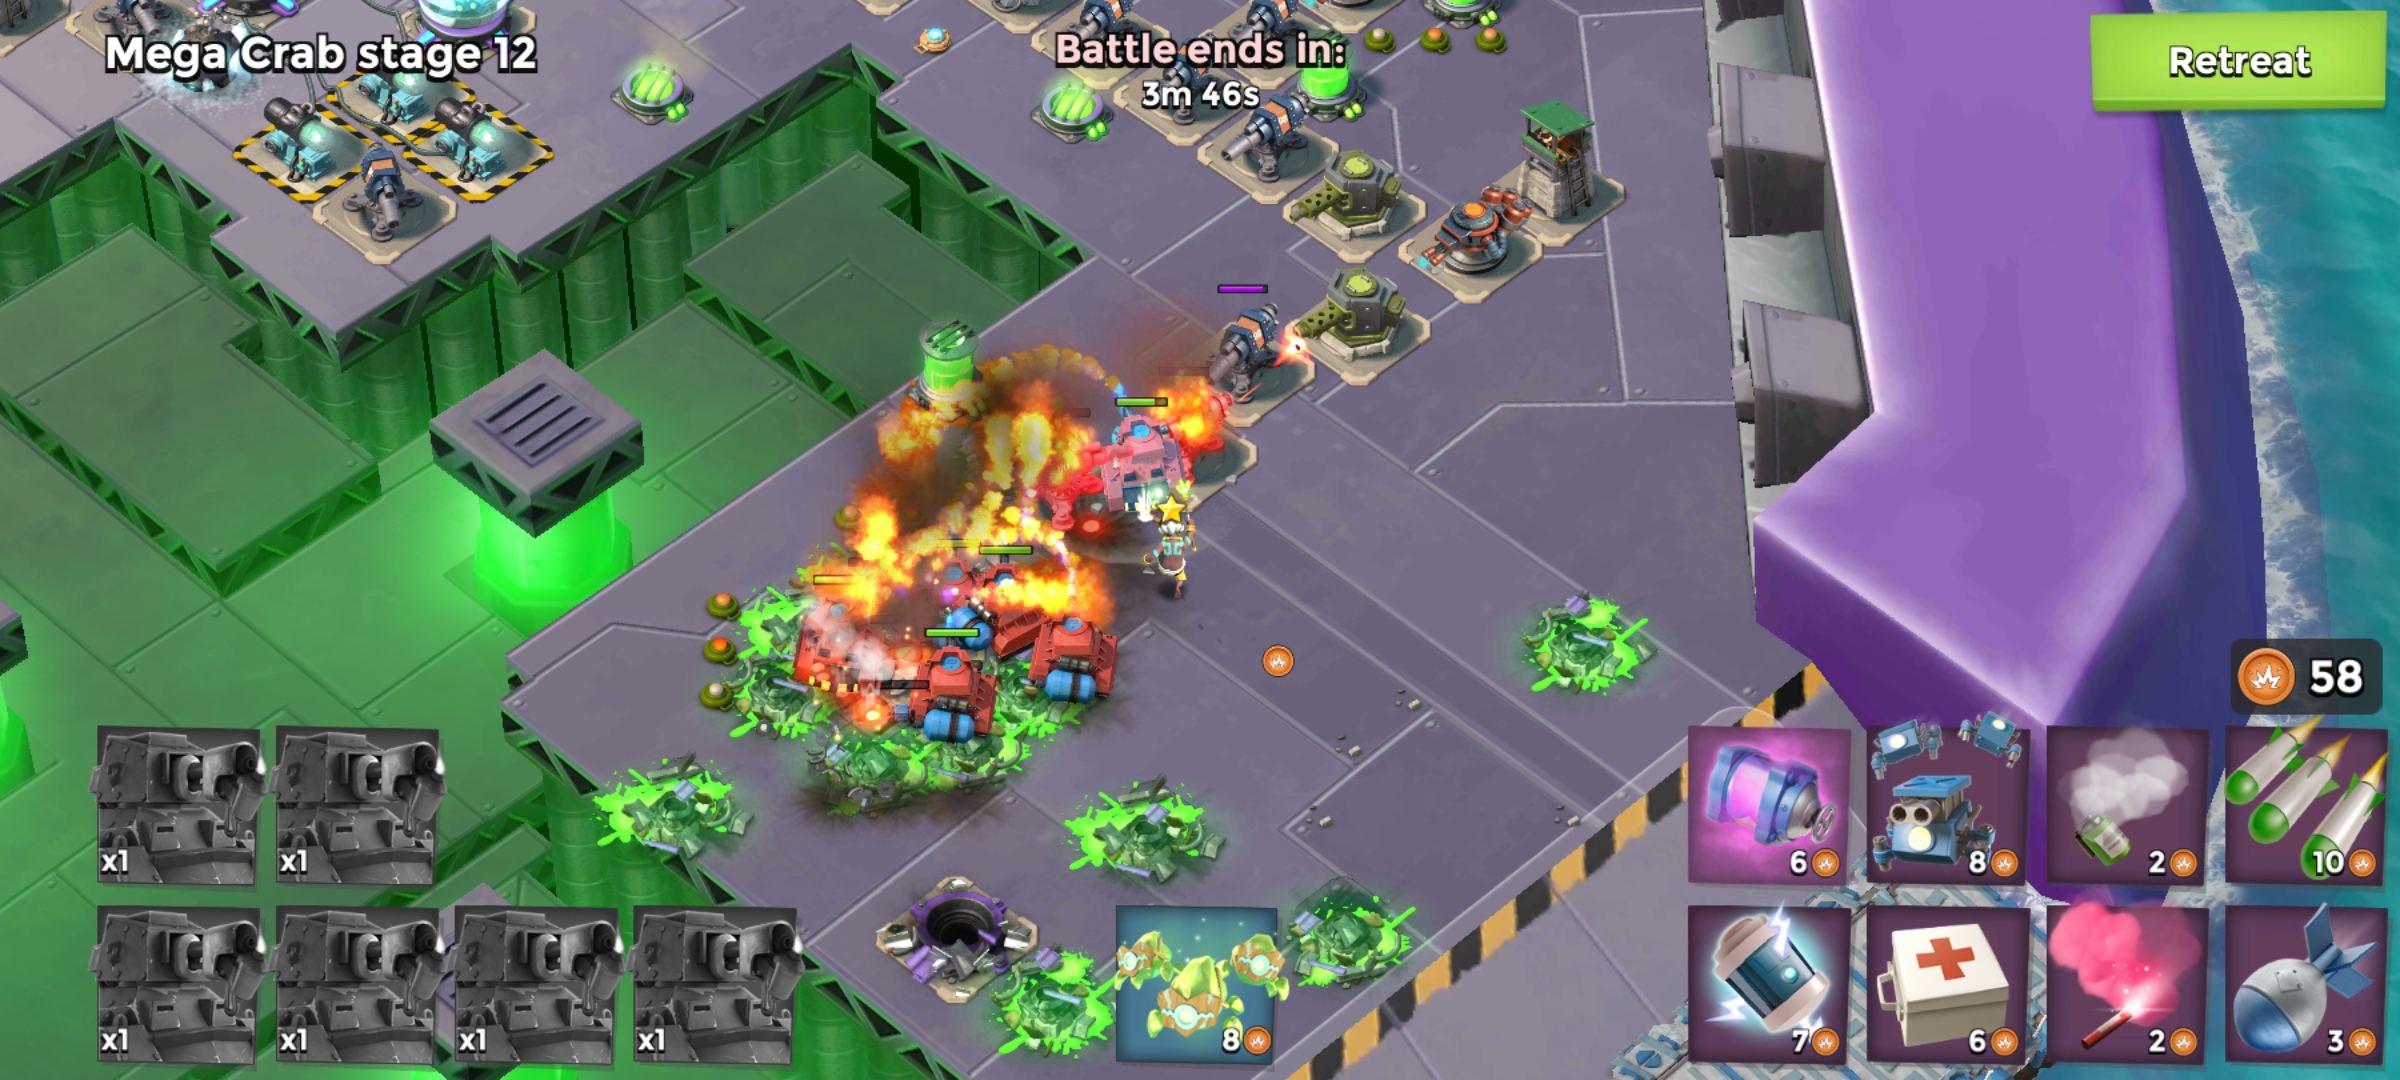 Mega Crab stage 12
Battle ends in:
3m 46s
Retreat
58
x1
x1
6
8
2
10
x1
x1
x1
x1
8
7
6
2
3